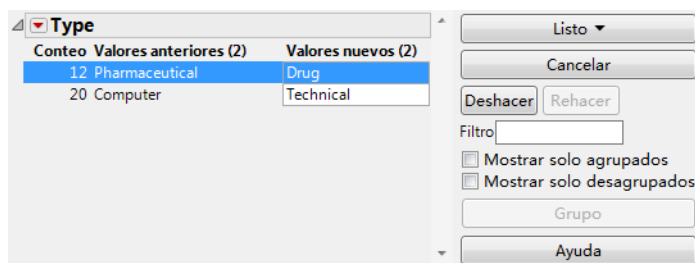 Type
Conteo Valores anteriores (2) Valores nuevos (2)
12 Pharmaceutical Drug
20 Computer Technical
Listo
Cancelar
Deshacer Rehacer
Filtro
Mostrar solo agrupados
Mostrar solo desagrupados
Grupo
Ayuda